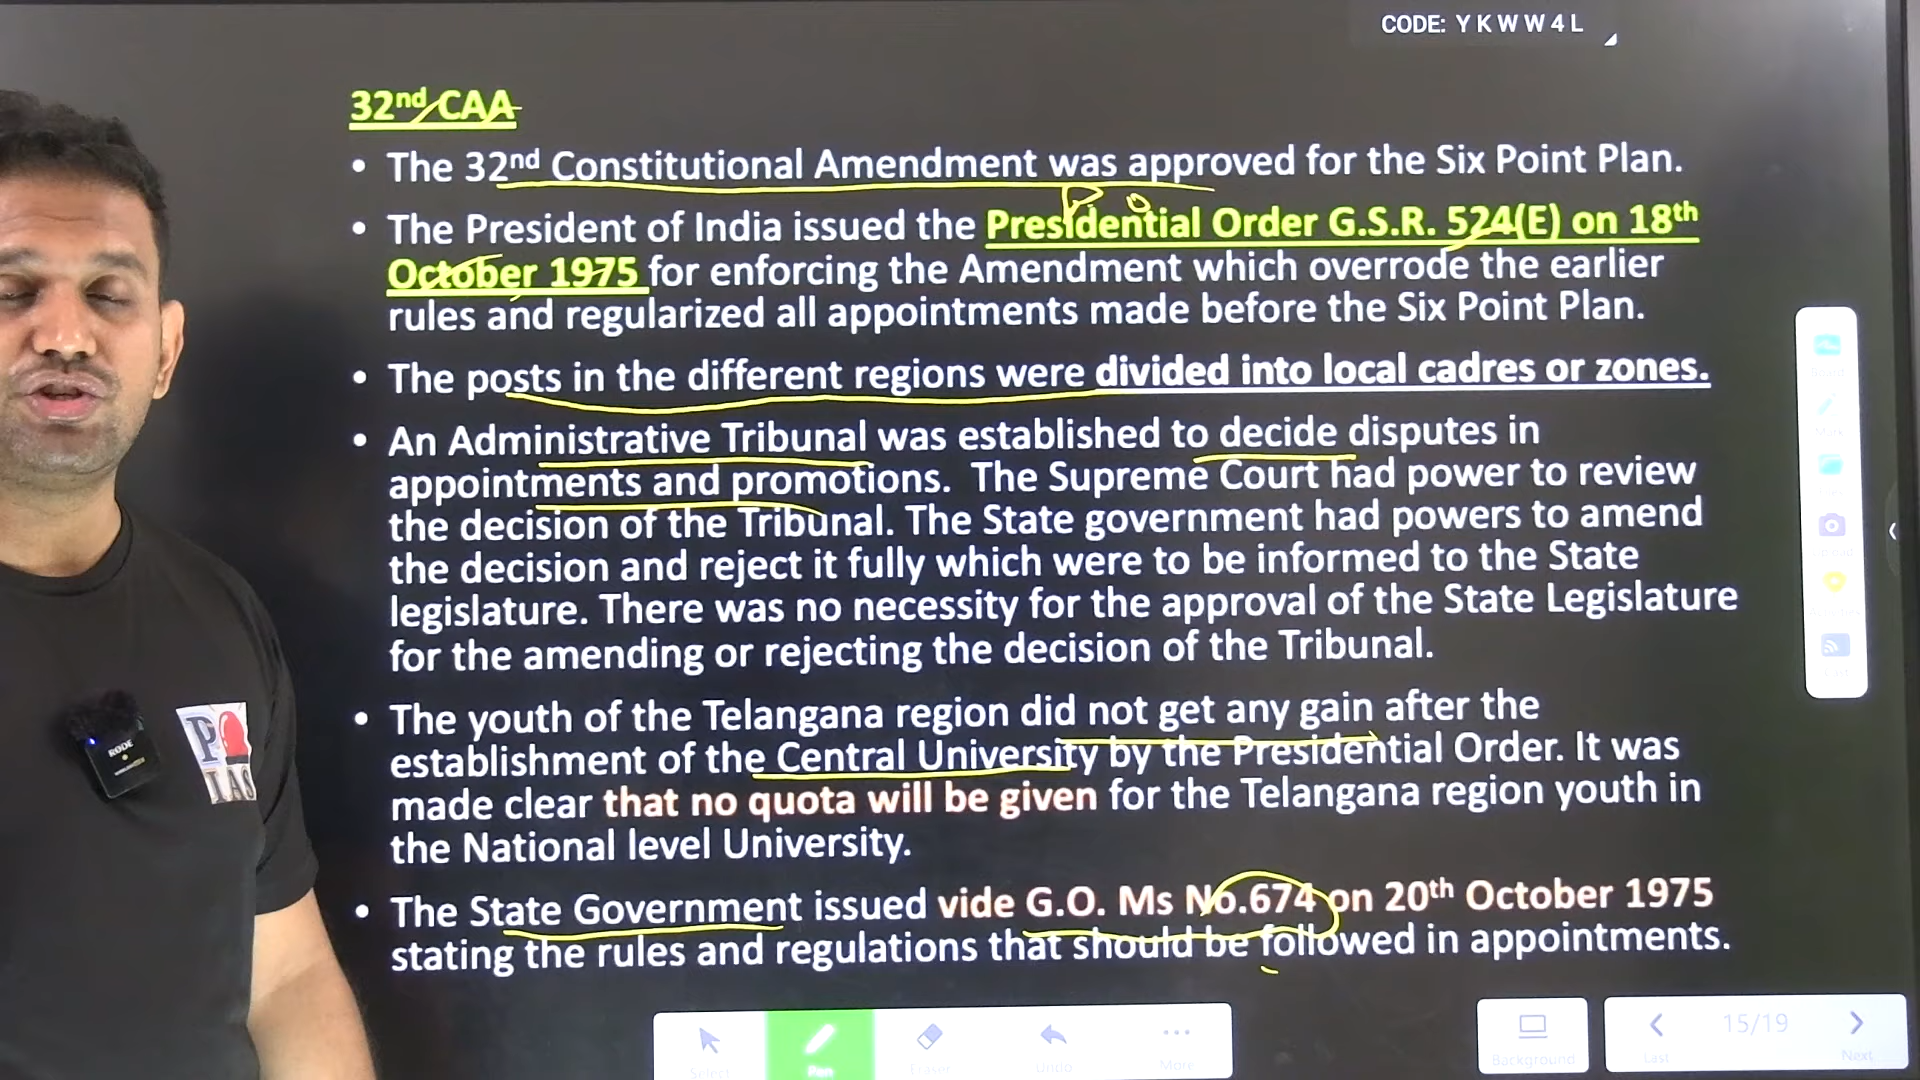 CODE: Y K W W 4 L
32nd CAA
• The 32nd Constitutional Amendment was approved for the Six Point Plan.
• The President of India issued the Presidential Order G.S.R. 524(E) on 18th
October 1975 for enforcing the Amendment which overrode the earlier
rules and regularized all appointments made before the Six Point Plan.
• The posts in the different regions were divided into local cadres or zones.
• An Administrative Tribunal was established to decide disputes in
appointments and promotions. The Supreme Court had power to review
the decision of the Tribunal. The State government had powers to amend
the decision and reject it fully which were to be informed to the State
legislature. There was no necessity for the approval of the State Legislature
for the amending or rejecting the decision of the Tribunal.
• The youth of the Telangana region did not get any gain after the
establishment of the Central University by the Presidential Order. It was
made clear that no quota will be given for the Telangana region youth in
the National level University.
• The State Government issued vide G.O. Ms No.674 on 20th October 1975
stating the rules and regulations that should be followed in appointments.
RODE
P
IAS
Select Pen Eraser Undo More
Background
Last 15/19 Next